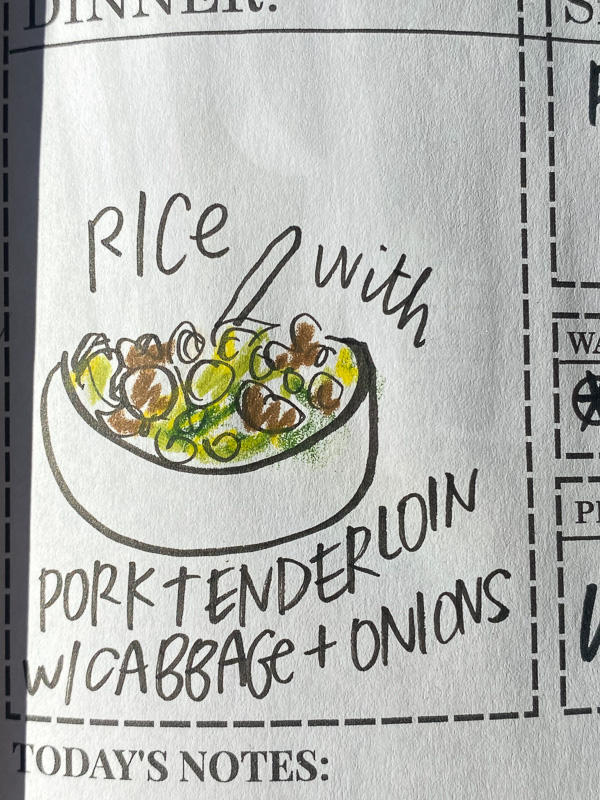 DINNER:
RICe with
PORK TENDERLOIN
W/CABBAGe + ONIONS
TODAY'S NOTES: